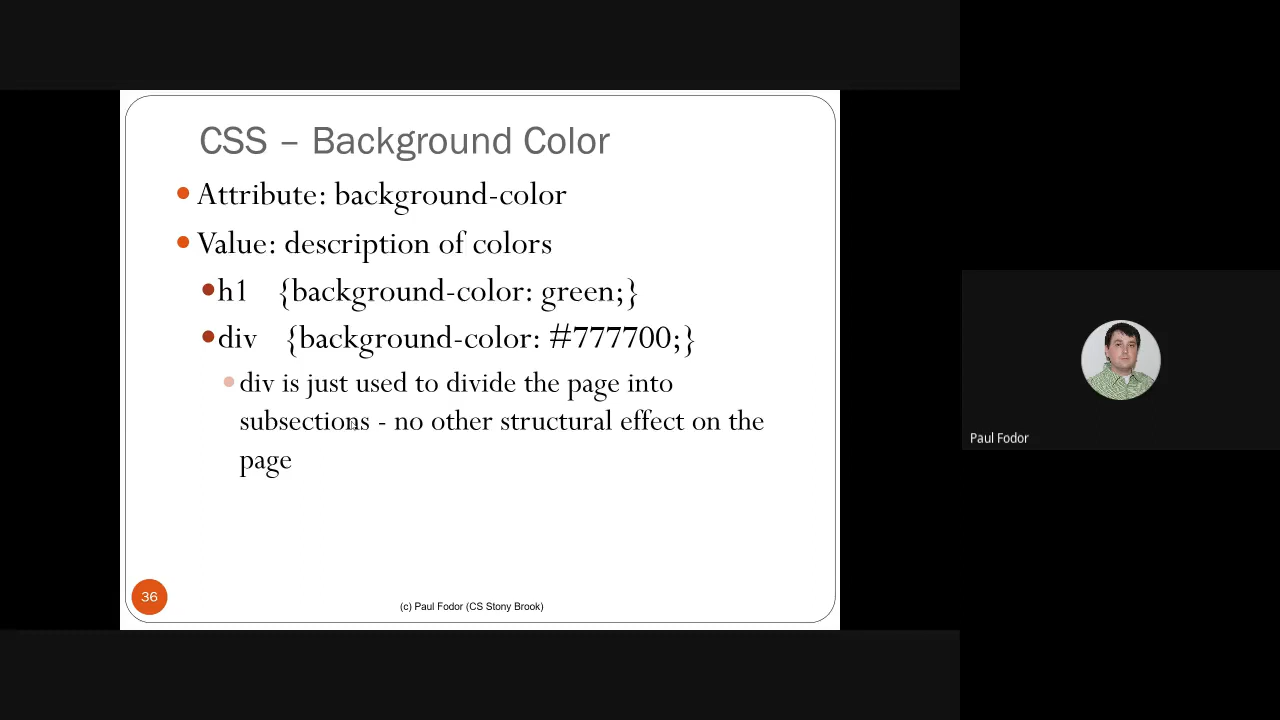 CSS – Background Color
Attribute: background-color
Value: description of colors
h1 {background-color: green;}
div {background-color: #777700;}
div is just used to divide the page into
subsections - no other structural effect on the
page
36
(c) Paul Fodor (CS Stony Brook)
Paul Fodor